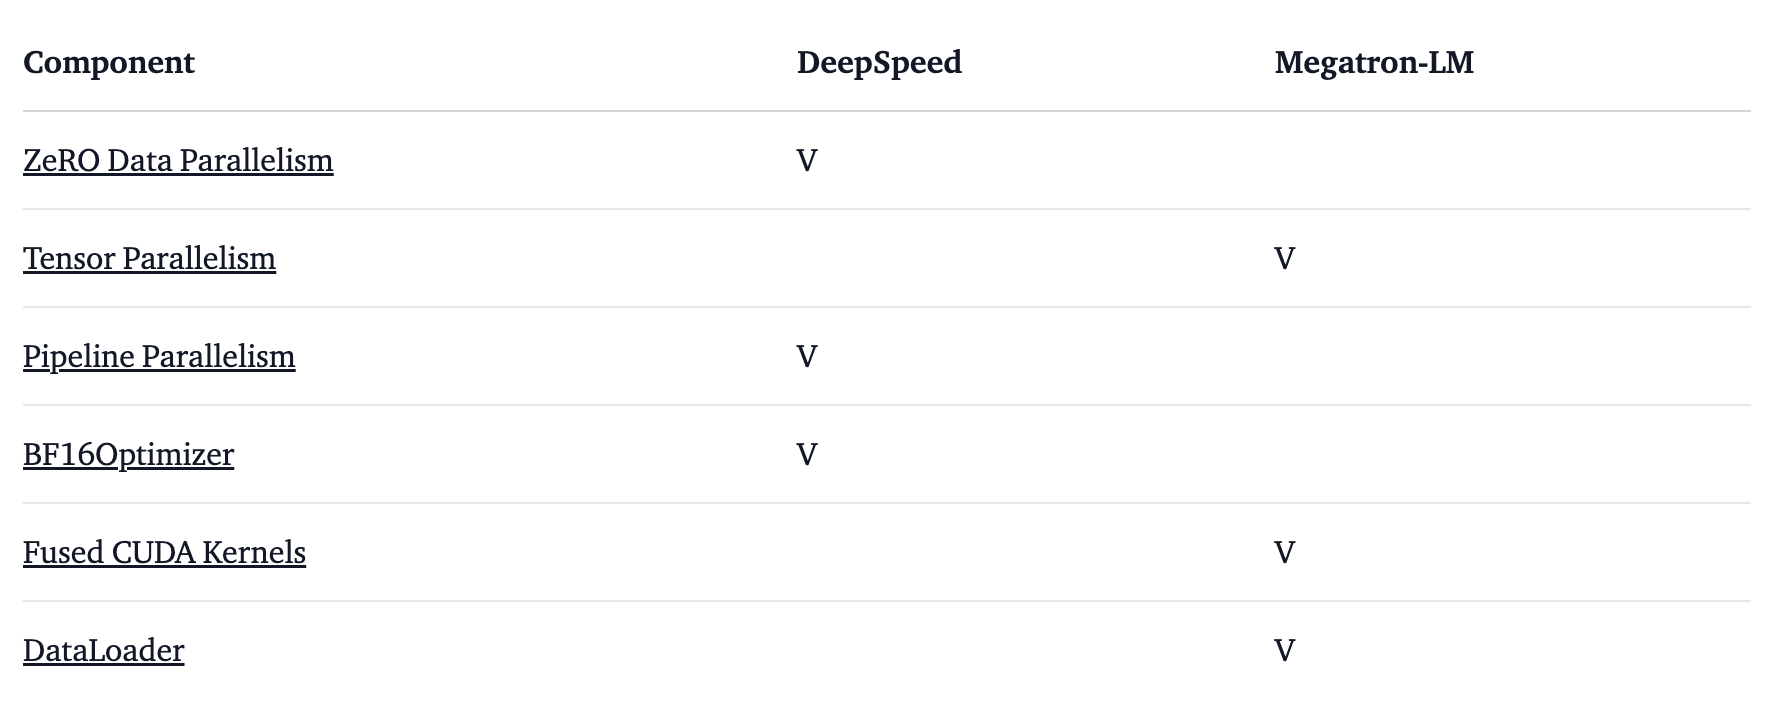 Component DeepSpeed Megatron-LM
ZeRO Data Parallelism V
Tensor Parallelism V
Pipeline Parallelism V
BF16Optimizer V
Fused CUDA Kernels V
DataLoader V